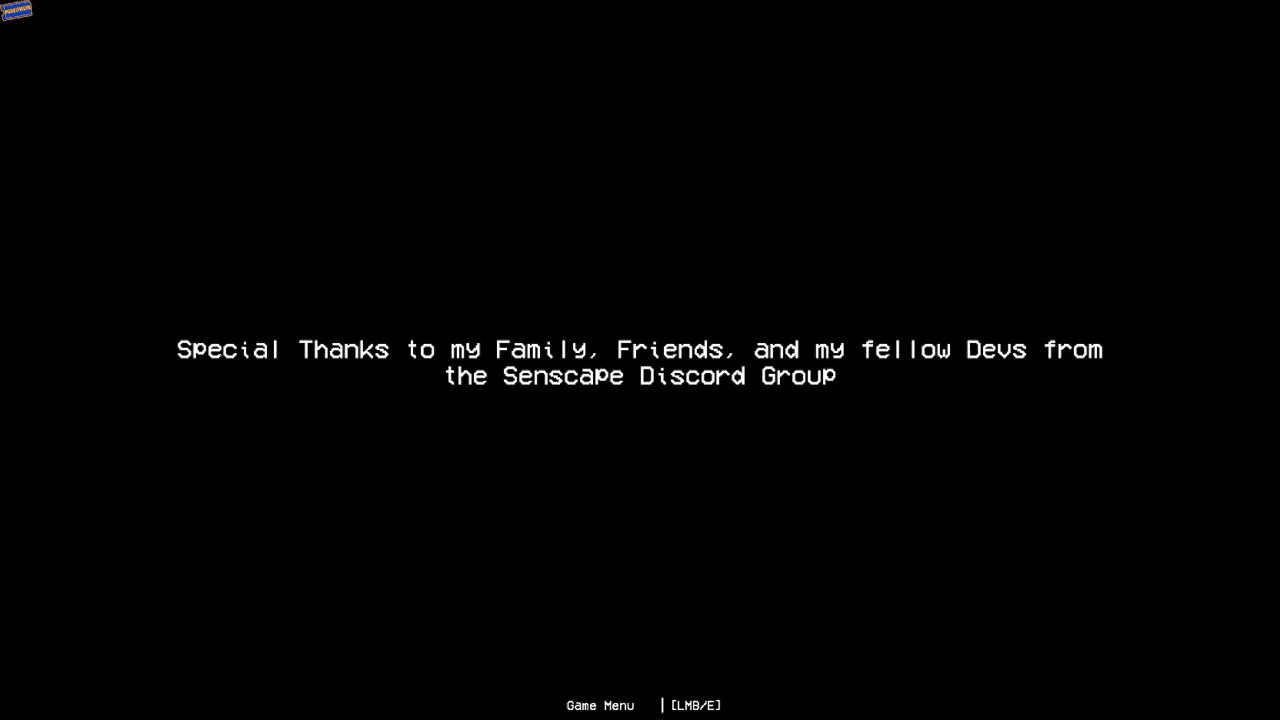 Special Thanks to my Family, Friends, and my fellow Devs from
the Senscape Discord Group
Game Menu |[LMB/E]